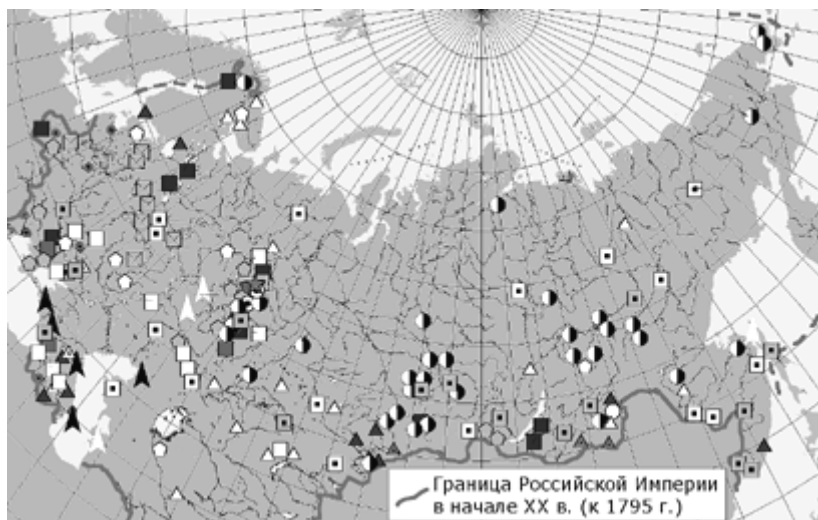 Граница Российской Империи
в начале XX в. (к 1795 г.)